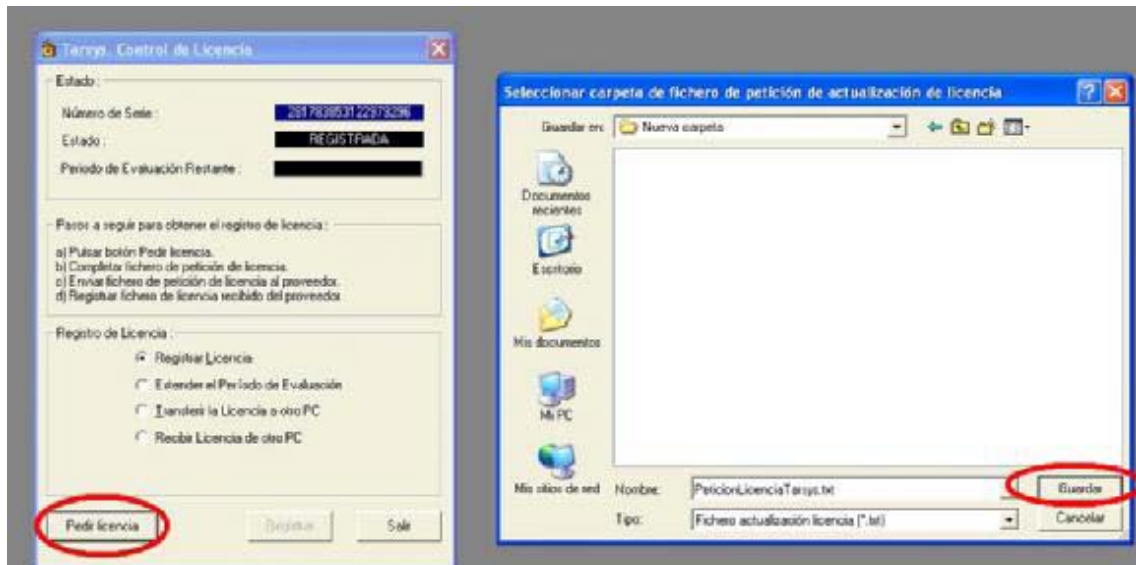 Tarsys. Control de Licencia
Estado :
Número de Serie :
Estado :
REGISTRADA
Periodo de Evaluación Restante :
Pasos a seguir para obtener el registro de licencia :
a) Pulsar botón Pedir licencia.
b) Completar fichero de petición de licencia.
c) Enviar fichero de petición de licencia al proveedor.
d) Registrar fichero de licencia recibido del proveedor
Registro de Licencia :
Registrar Licencia
Extender el Período de Evaluación
Transferir la Licencia a otro PC
Recibir Licencia de otro PC
Pedir licencia
Registrar
Salir
Seleccionar carpeta de fichero de petición de actualización de licencia
Guardar en:
Nueva carpeta
Documentos
recientes
Escritorio
Mis documentos
Mi PC
Mis sitios de red
Nombre:
PeticionLicenciaTarsys.txt
Guardar
Tipo:
Fichero actualización licencia (*.txt)
Cancelar